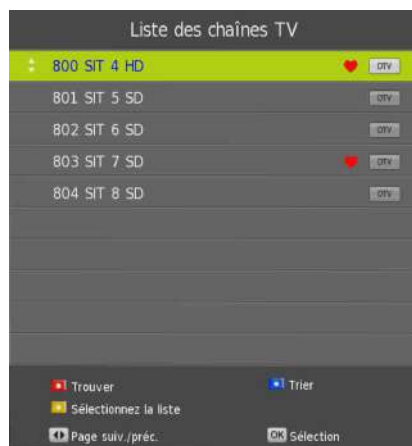 Liste des chaînes TV
800 SIT 4 HD DTV
801 SIT 5 SD DTV
802 SIT 6 SD DTV
803 SIT 7 SD DTV
804 SIT 8 SD DTV
Trouver Trier
Sélectionnez la liste
Page suiv./préc. OK Sélection